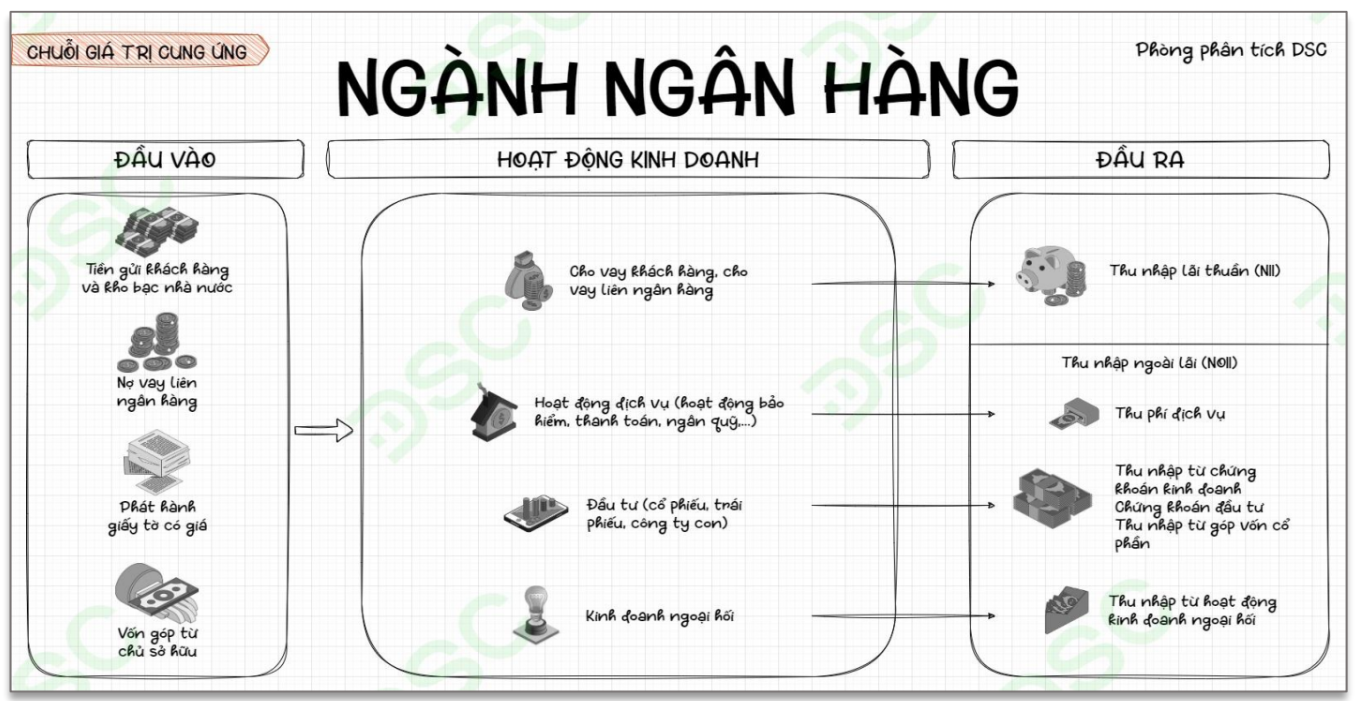 CHUỖI GIÁ TRỊ CUNG ỨNG
Phòng phân tích DSC
NGÀNH NGÂN HÀNG
ĐẦU VÀO
HOẠT ĐỘNG KINH DOANH
ĐẦU RA
Tiền gửi khách hàng
và kho bạc nhà nước
Nợ vay liên
ngân hàng
Phát hành
giấy tờ có giá
Vốn góp từ
chủ sở hữu
Cho vay khách hàng, cho
vay liên ngân hàng
Hoạt động dịch vụ (hoạt động bảo
hiểm, thanh toán, ngân quỹ,...)
Đầu tư (cổ phiếu, trái
phiếu, công ty con)
Kinh doanh ngoại hối
Thu nhập lãi thuần (NII)
Thu nhập ngoài lãi (NOII)
Thu phí dịch vụ
Thu nhập từ chứng
khoán kinh doanh
Chứng khoán đầu tư
Thu nhập từ góp vốn cổ
phần
Thu nhập từ hoạt động
kinh doanh ngoại hối
DSC
DSC
DSC
DSC
DSC
DSC